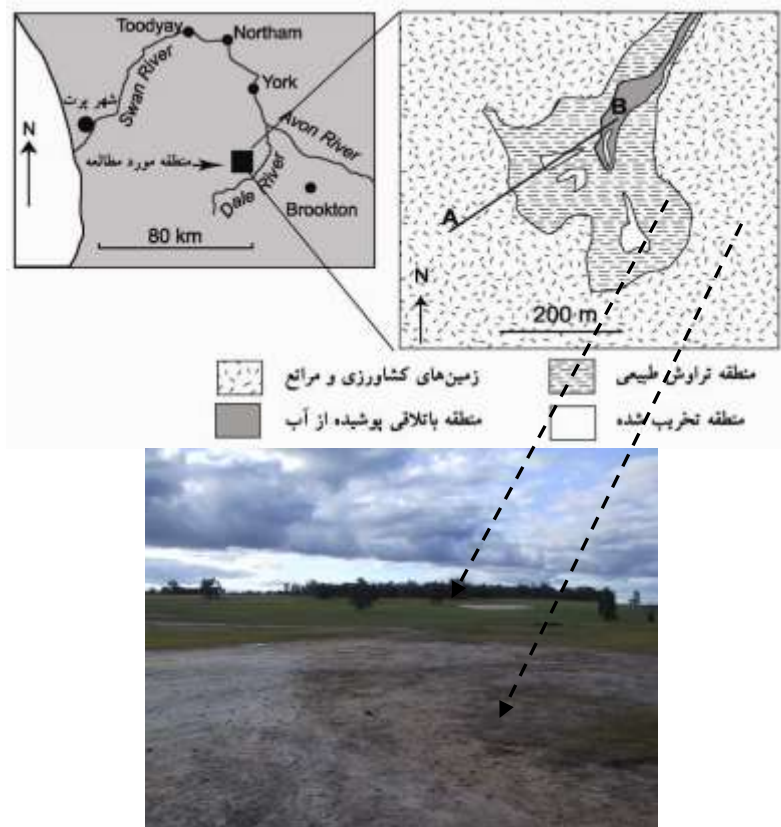 Toodyay
Northam
Swan River
York
شهر پرت
N
Avon River
منطقه مورد مطالعه
Dale River
Brookton
80 km
B
A
N
200 m
زمین‌های کشاورزی و مراتع
منطقه تراوش طبیعی
منطقه باتلاقی پوشیده از آب
منطقه تخریب شده